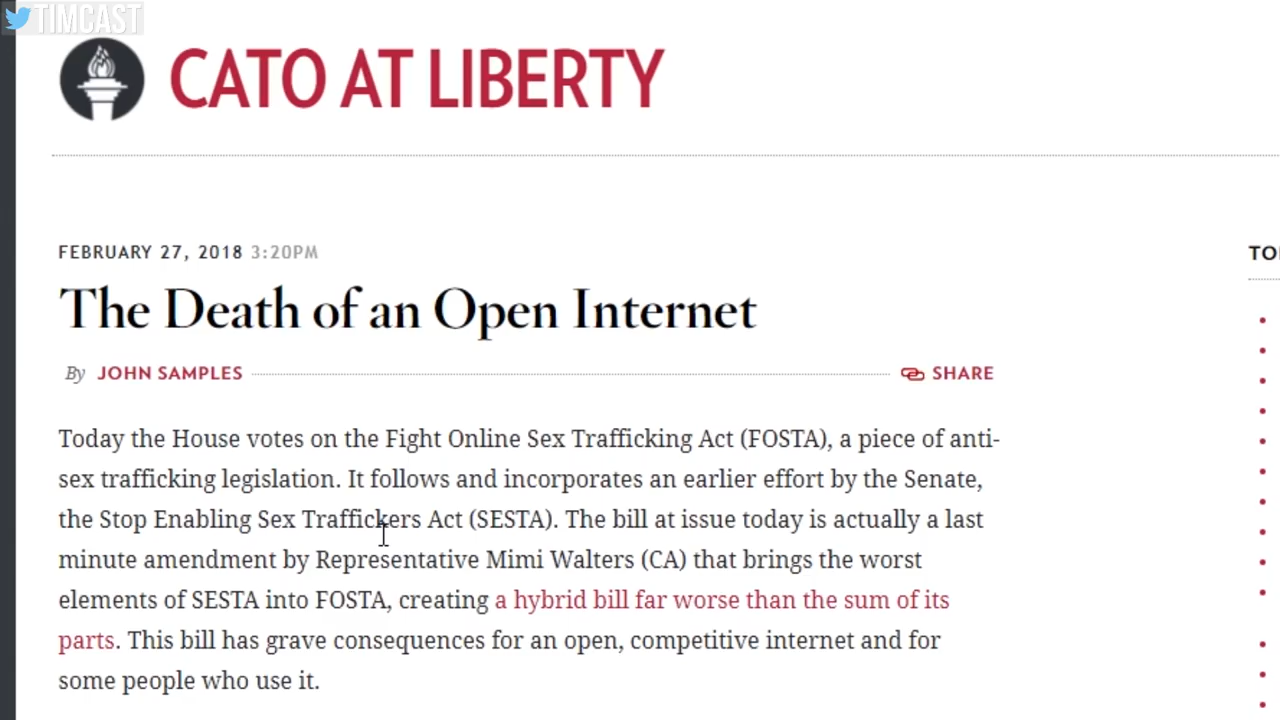 TIMCAST
CATO AT LIBERTY
FEBRUARY 27, 2018 3:20PM
The Death of an Open Internet
By JOHN SAMPLES
SHARE
Today the House votes on the Fight Online Sex Trafficking Act (FOSTA), a piece of anti-
sex trafficking legislation. It follows and incorporates an earlier effort by the Senate,
the Stop Enabling Sex Traffickers Act (SESTA). The bill at issue today is actually a last
minute amendment by Representative Mimi Walters (CA) that brings the worst
elements of SESTA into FOSTA, creating a hybrid bill far worse than the sum of its
parts. This bill has grave consequences for an open, competitive internet and for
some people who use it.